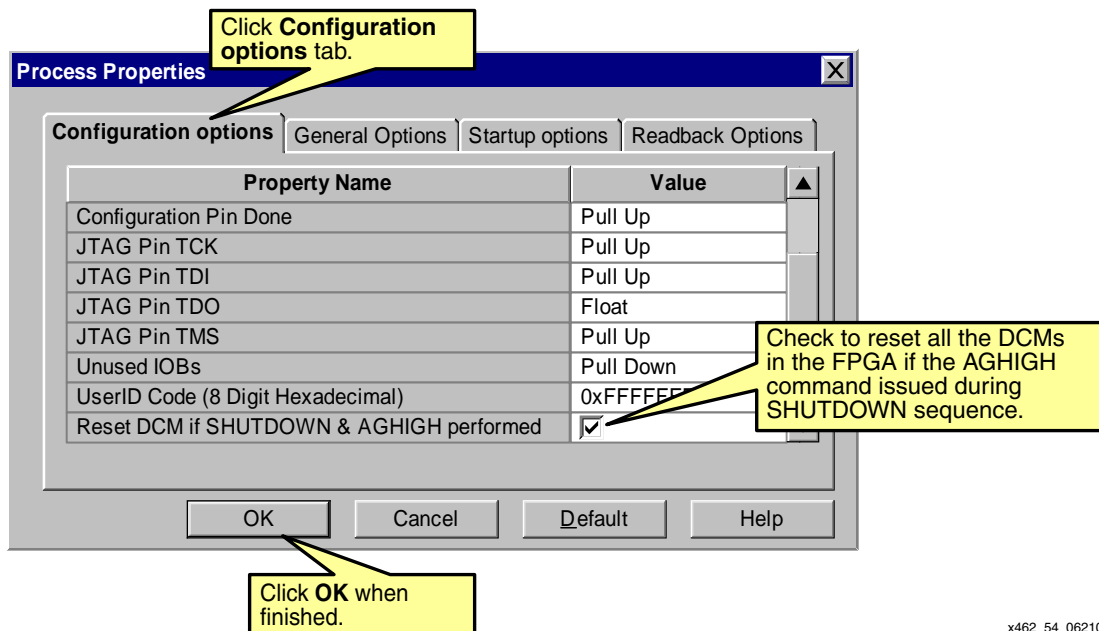 Click Configuration
options tab.
Process Properties
Configuration options General Options Startup options Readback Options
Property Name Value
Configuration Pin Done Pull Up
JTAG Pin TCK Pull Up
JTAG Pin TDI Pull Up
JTAG Pin TDO Float
JTAG Pin TMS Pull Up
Unused IOBs Pull Down
UserID Code (8 Digit Hexadecimal)
Reset DCM if SHUTDOWN & AGHIGH performed
Check to reset all the DCMs
in the FPGA if the AGHIGH
command issued during
SHUTDOWN sequence.
OK Cancel Default Help
Click OK when
finished.